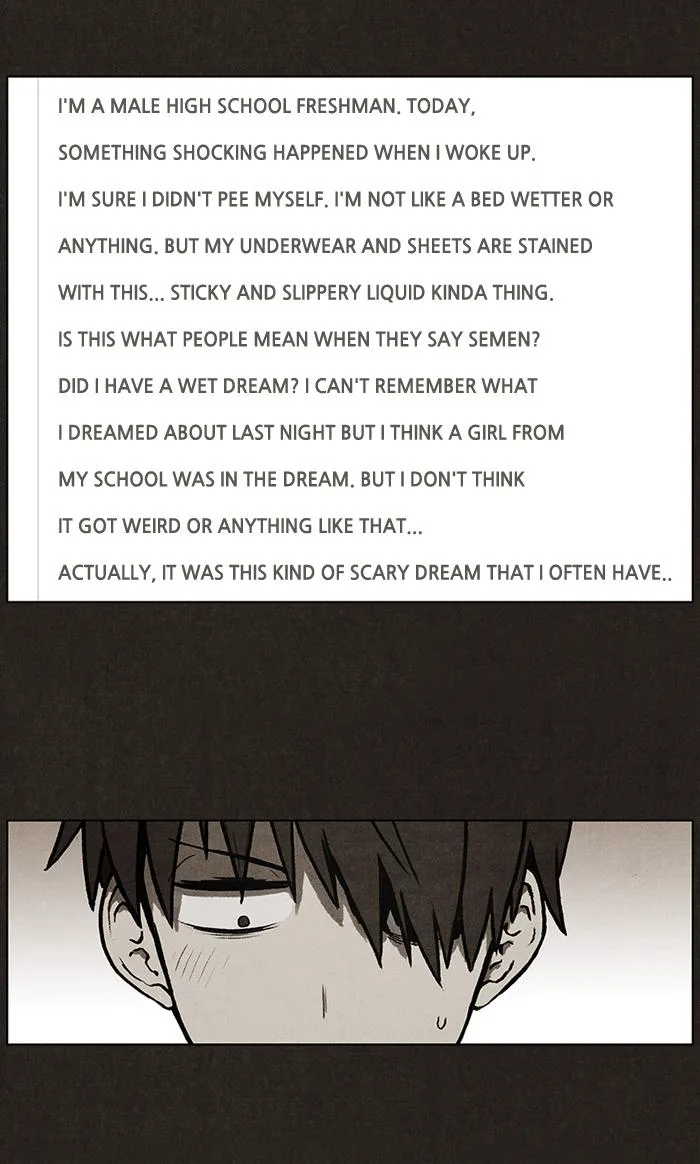 I'M A MALE HIGH SCHOOL FRESHMAN. TODAY,
SOMETHING SHOCKING HAPPENED WHEN I WOKE UP.
I'M SURE I DIDN'T PEE MYSELF. I'M NOT LIKE A BED WETTER OR
ANYTHING. BUT MY UNDERWEAR AND SHEETS ARE STAINED
WITH THIS... STICKY AND SLIPPERY LIQUID KINDA THING.
IS THIS WHAT PEOPLE MEAN WHEN THEY SAY SEMEN?
DID I HAVE A WET DREAM? I CAN'T REMEMBER WHAT
I DREAMED ABOUT LAST NIGHT BUT I THINK A GIRL FROM
MY SCHOOL WAS IN THE DREAM. BUT I DON'T THINK
IT GOT WEIRD OR ANYTHING LIKE THAT...
ACTUALLY, IT WAS THIS KIND OF SCARY DREAM THAT I OFTEN HAVE..